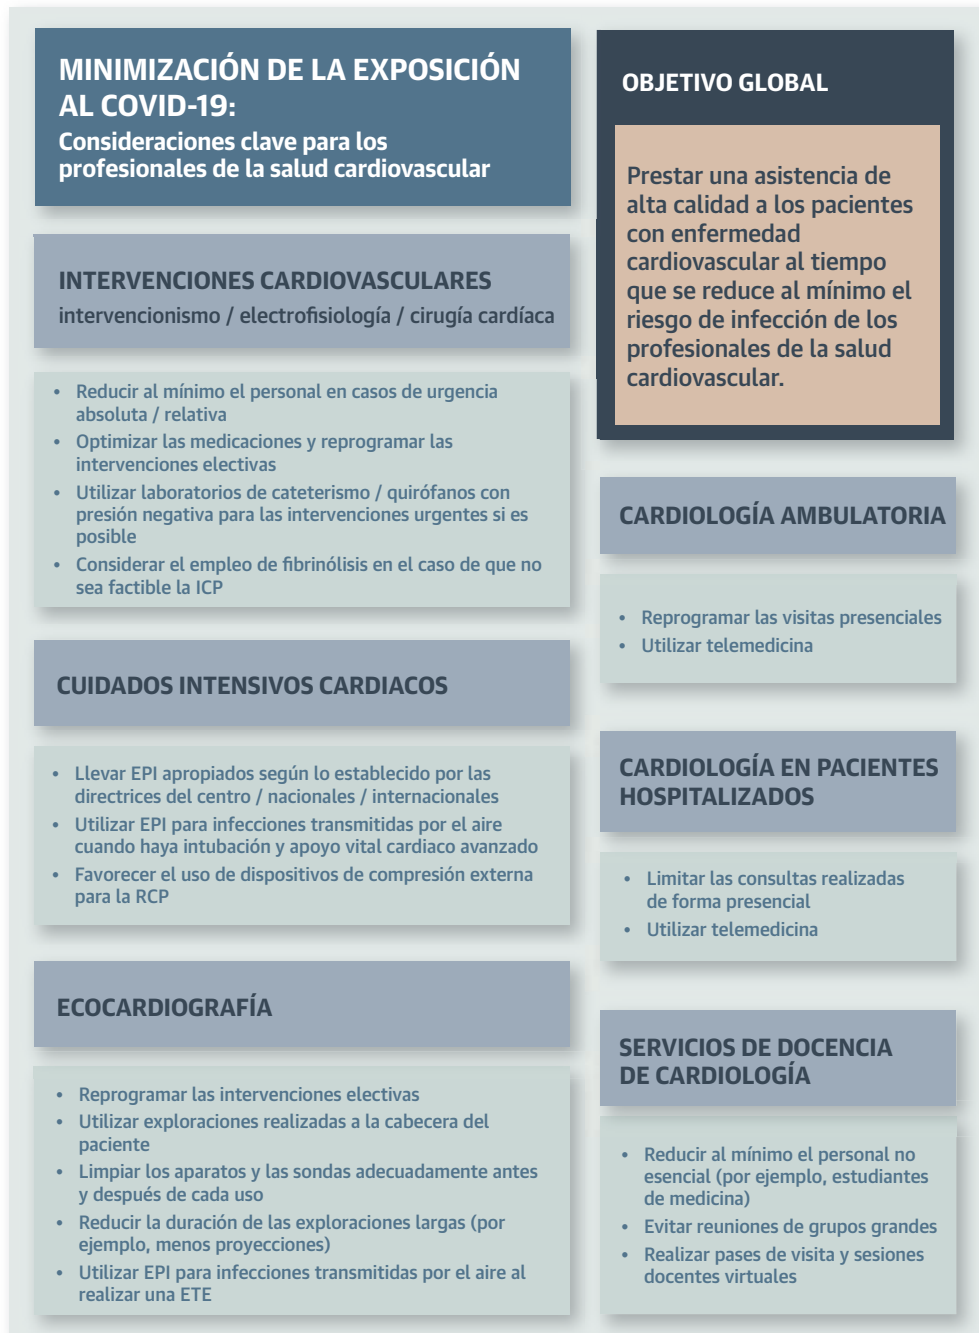 MINIMIZACIÓN DE LA EXPOSICIÓN
AL COVID-19:
Consideraciones clave para los
profesionales de la salud cardiovascular
INTERVENCIONES CARDIOVASCULARES
intervencionismo / electrofisiología / cirugía cardíaca
• Reducir al mínimo el personal en casos de urgencia
absoluta / relativa
• Optimizar las medicaciones y reprogramar las
intervenciones electivas
• Utilizar laboratorios de cateterismo / quirófanos con
presión negativa para las intervenciones urgentes si es
posible
• Considerar el empleo de fibrinólisis en el caso de que no
sea factible la ICP
CUIDADOS INTENSIVOS CARDIACOS
• Llevar EPI apropiados según lo establecido por las
directrices del centro / nacionales / internacionales
• Utilizar EPI para infecciones transmitidas por el aire
cuando haya intubación y apoyo vital cardiaco avanzado
• Favorecer el uso de dispositivos de compresión externa
para la RCP
ECOCARDIOGRAFÍA
• Reprogramar las intervenciones electivas
• Utilizar exploraciones realizadas a la cabecera del
paciente
• Limpiar los aparatos y las sondas adecuadamente antes
y después de cada uso
• Reducir la duración de las exploraciones largas (por
ejemplo, menos proyecciones)
• Utilizar EPI para infecciones transmitidas por el aire al
realizar una ETE
OBJETIVO GLOBAL
Prestar una asistencia de
alta calidad a los pacientes
con enfermedad
cardiovascular al tiempo
que se reduce al mínimo el
riesgo de infección de los
profesionales de la salud
cardiovascular.
CARDIOLOGÍA AMBULATORIA
• Reprogramar las visitas presenciales
• Utilizar telemedicina
CARDIOLOGÍA EN PACIENTES
HOSPITALIZADOS
• Limitar las consultas realizadas
de forma presencial
• Utilizar telemedicina
SERVICIOS DE DOCENCIA
DE CARDIOLOGÍA
• Reducir al mínimo el personal no
esencial (por ejemplo, estudiantes
de medicina)
• Evitar reuniones de grupos grandes
• Realizar pases de visita y sesiones
docentes virtuales